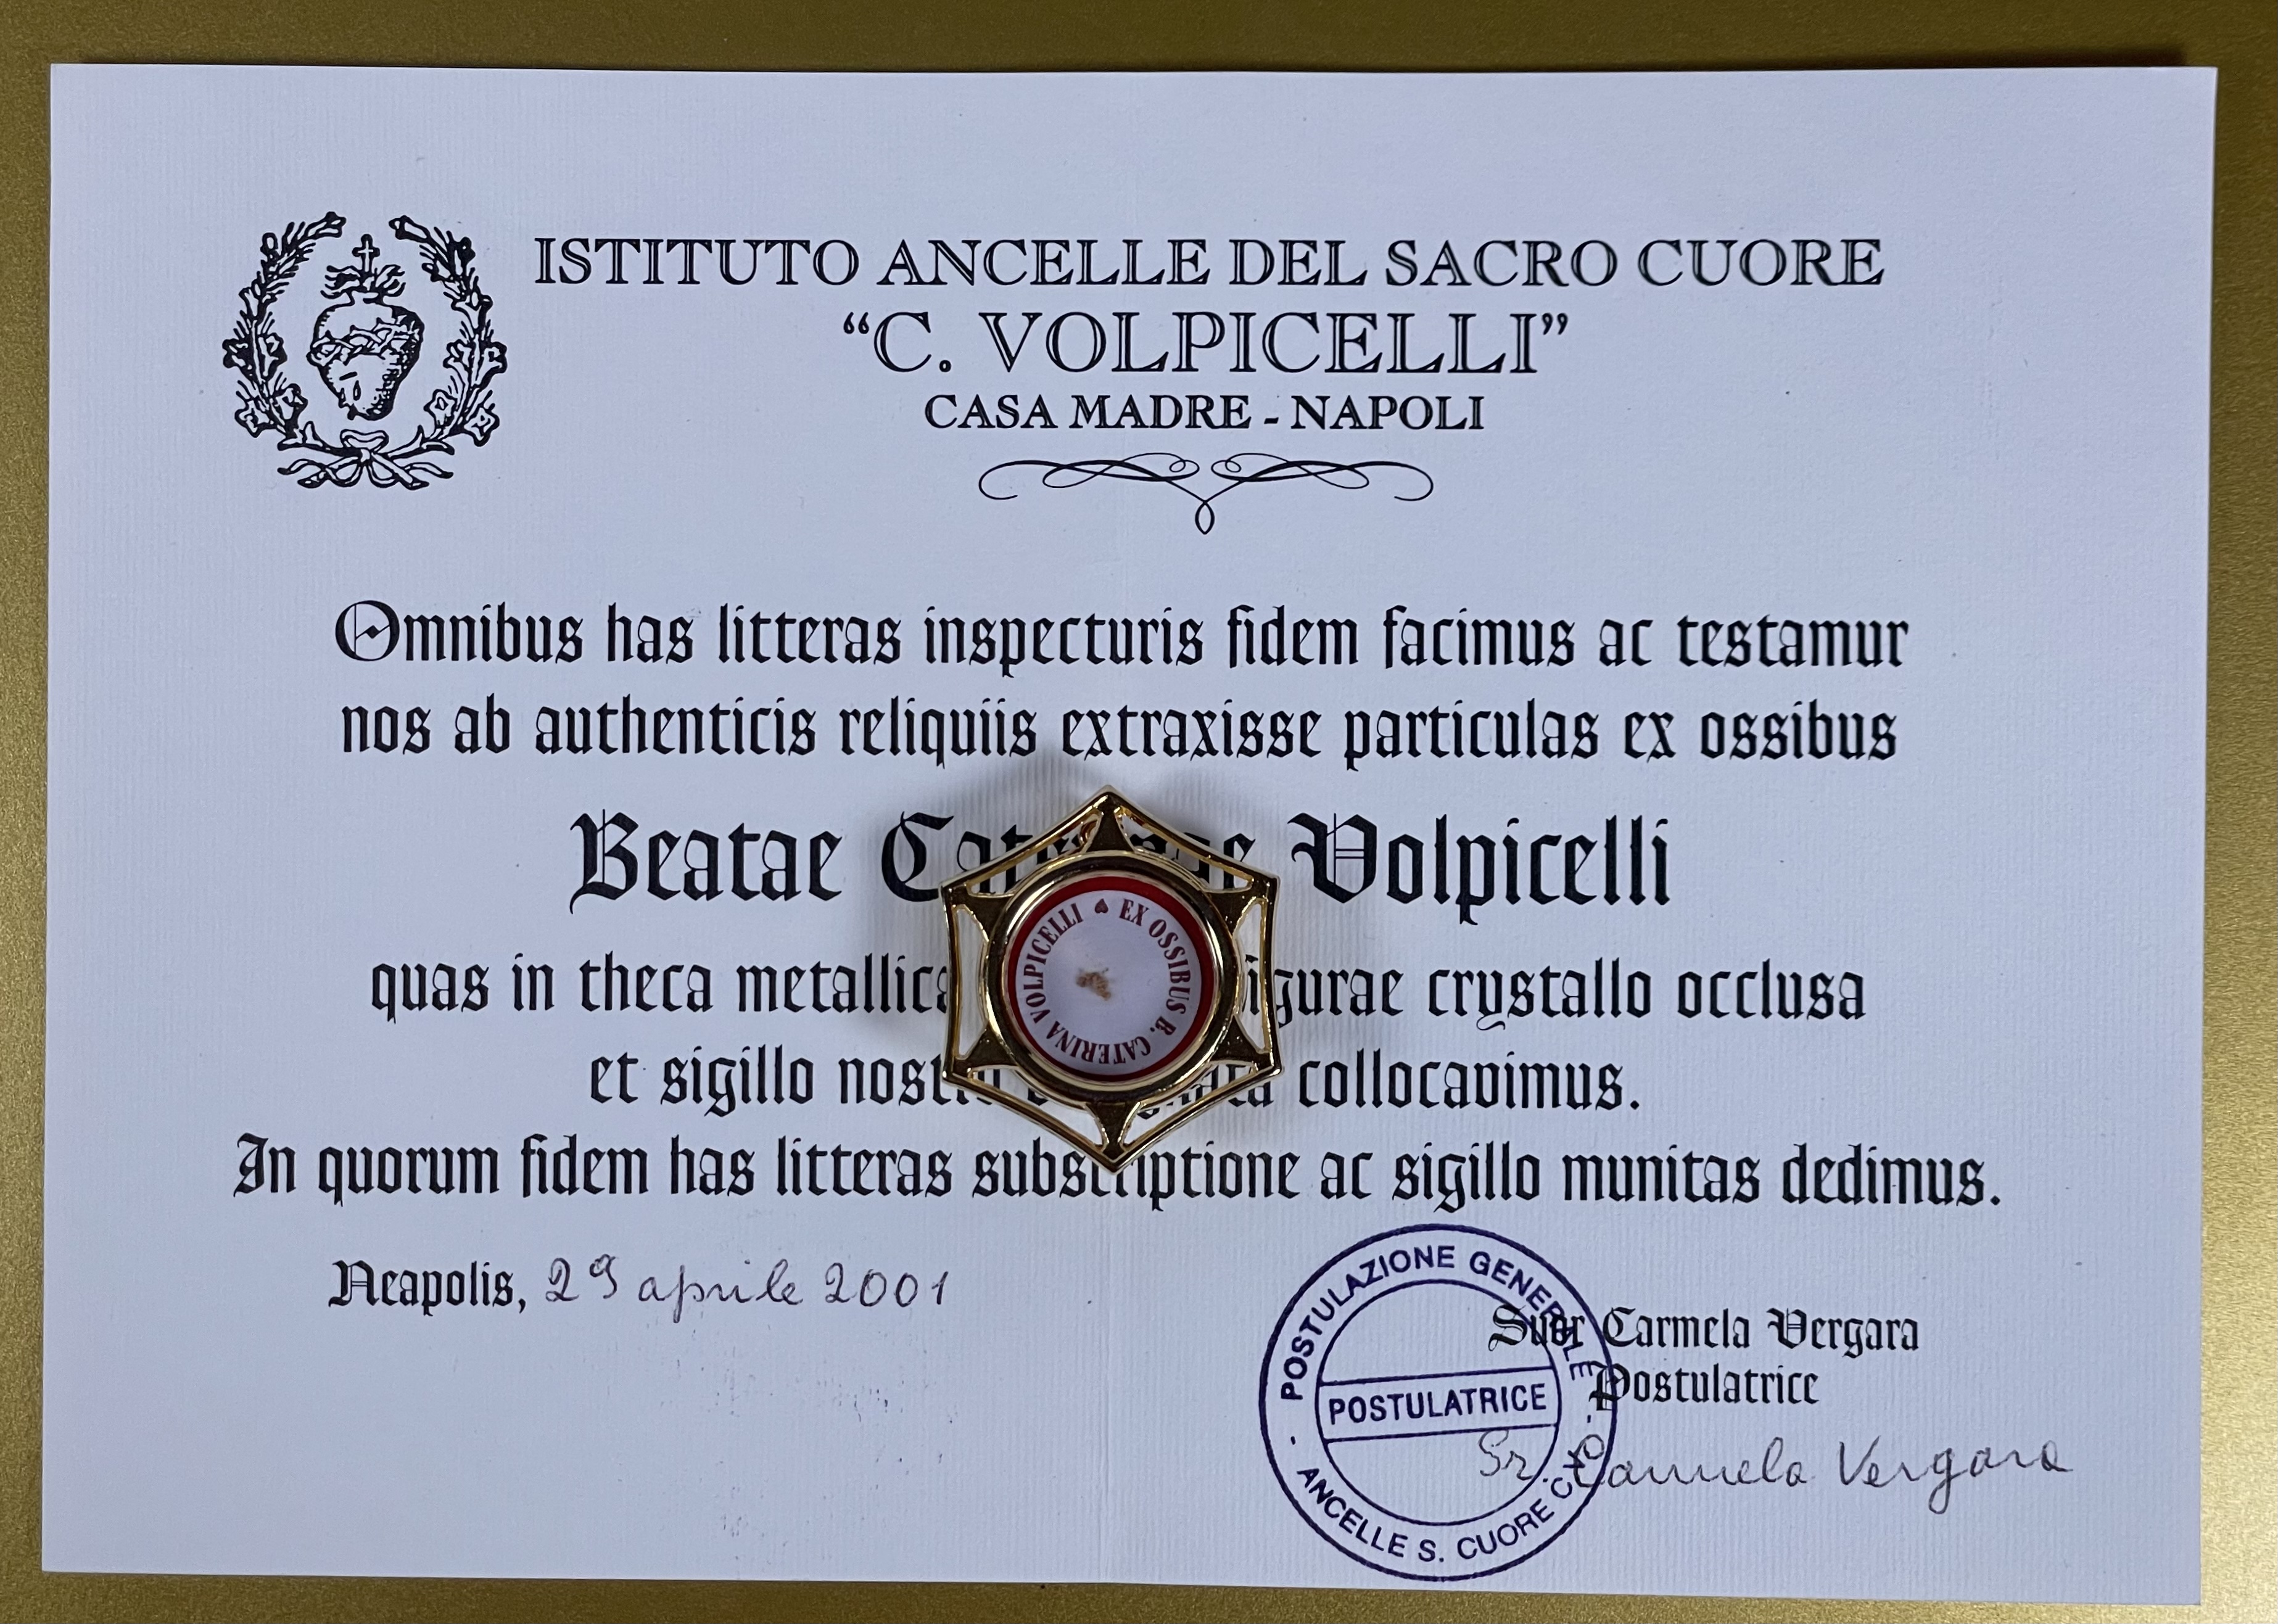 ISTITUTO ANCELLE DEL SACRO CUORE
“C. VOLPICELLI”
CASA MADRE - NAPOLI
Omnibus has litteras inspecturis fidem facimus ac testamur
nos ab authenticis reliquiis extraxisse particulas ex ossibus
Beatae Volpicelli
quas in theca crystallo occlusa
et sigillo collocavimus.
In quorum fidem has litteras subscriptione ac sigillo munitas dedimus.
EX OSSIBUS B. CATERINA VOLPICELLI
Neapolis, 29 aprile 2001
Suor Carmela Vergara
Postulatrice
Sr. Carmela Vergara
POSTULAZIONE GENERALE
POSTULATRICE
- ANCELLE S. CUORE C.V. -